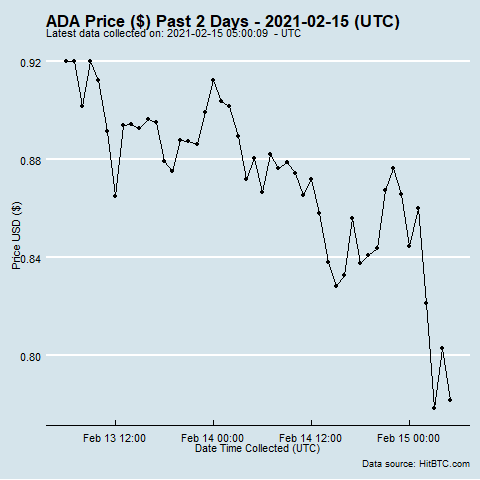 ADA Price ($) Past 2 Days - 2021-02-15 (UTC)
Latest data collected on: 2021-02-15 05:00:09 - UTC
0.92
0.88
0.84
0.80
Price USD ($)
Feb 13 12:00 Feb 14 00:00 Feb 14 12:00 Feb 15 00:00
Date Time Collected (UTC)
Data source: HitBTC.com